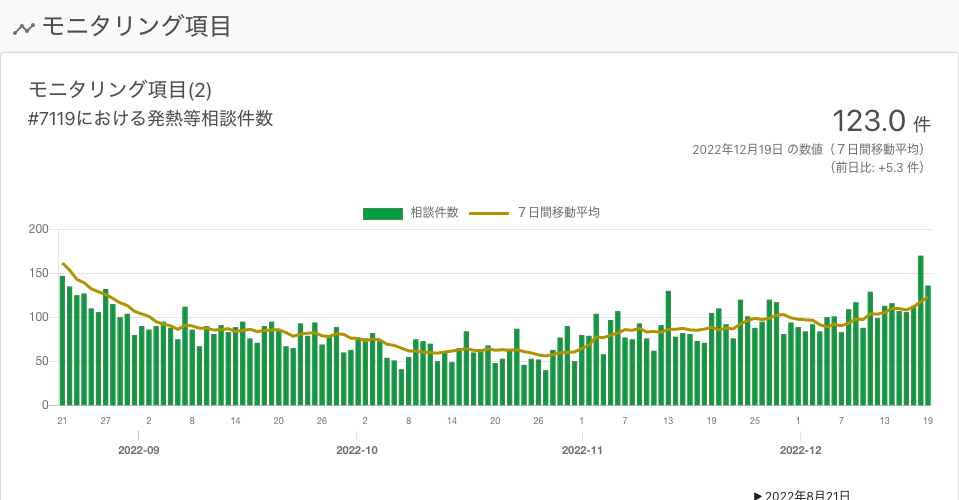 モニタリング項目
モニタリング項目(2)
#7119における発熱等相談件数
123.0 件
2022年12月19日 の数値（７日間移動平均）
（前日比: +5.3 件）
相談件数 ７日間移動平均
200
150
100
50
0
21 27 2 8 14 20 26 2 8 14 20 26 1 7 13 19 25 1 7 13 19
2022-09 2022-10 2022-11 2022-12
▶ 2022年8月21日